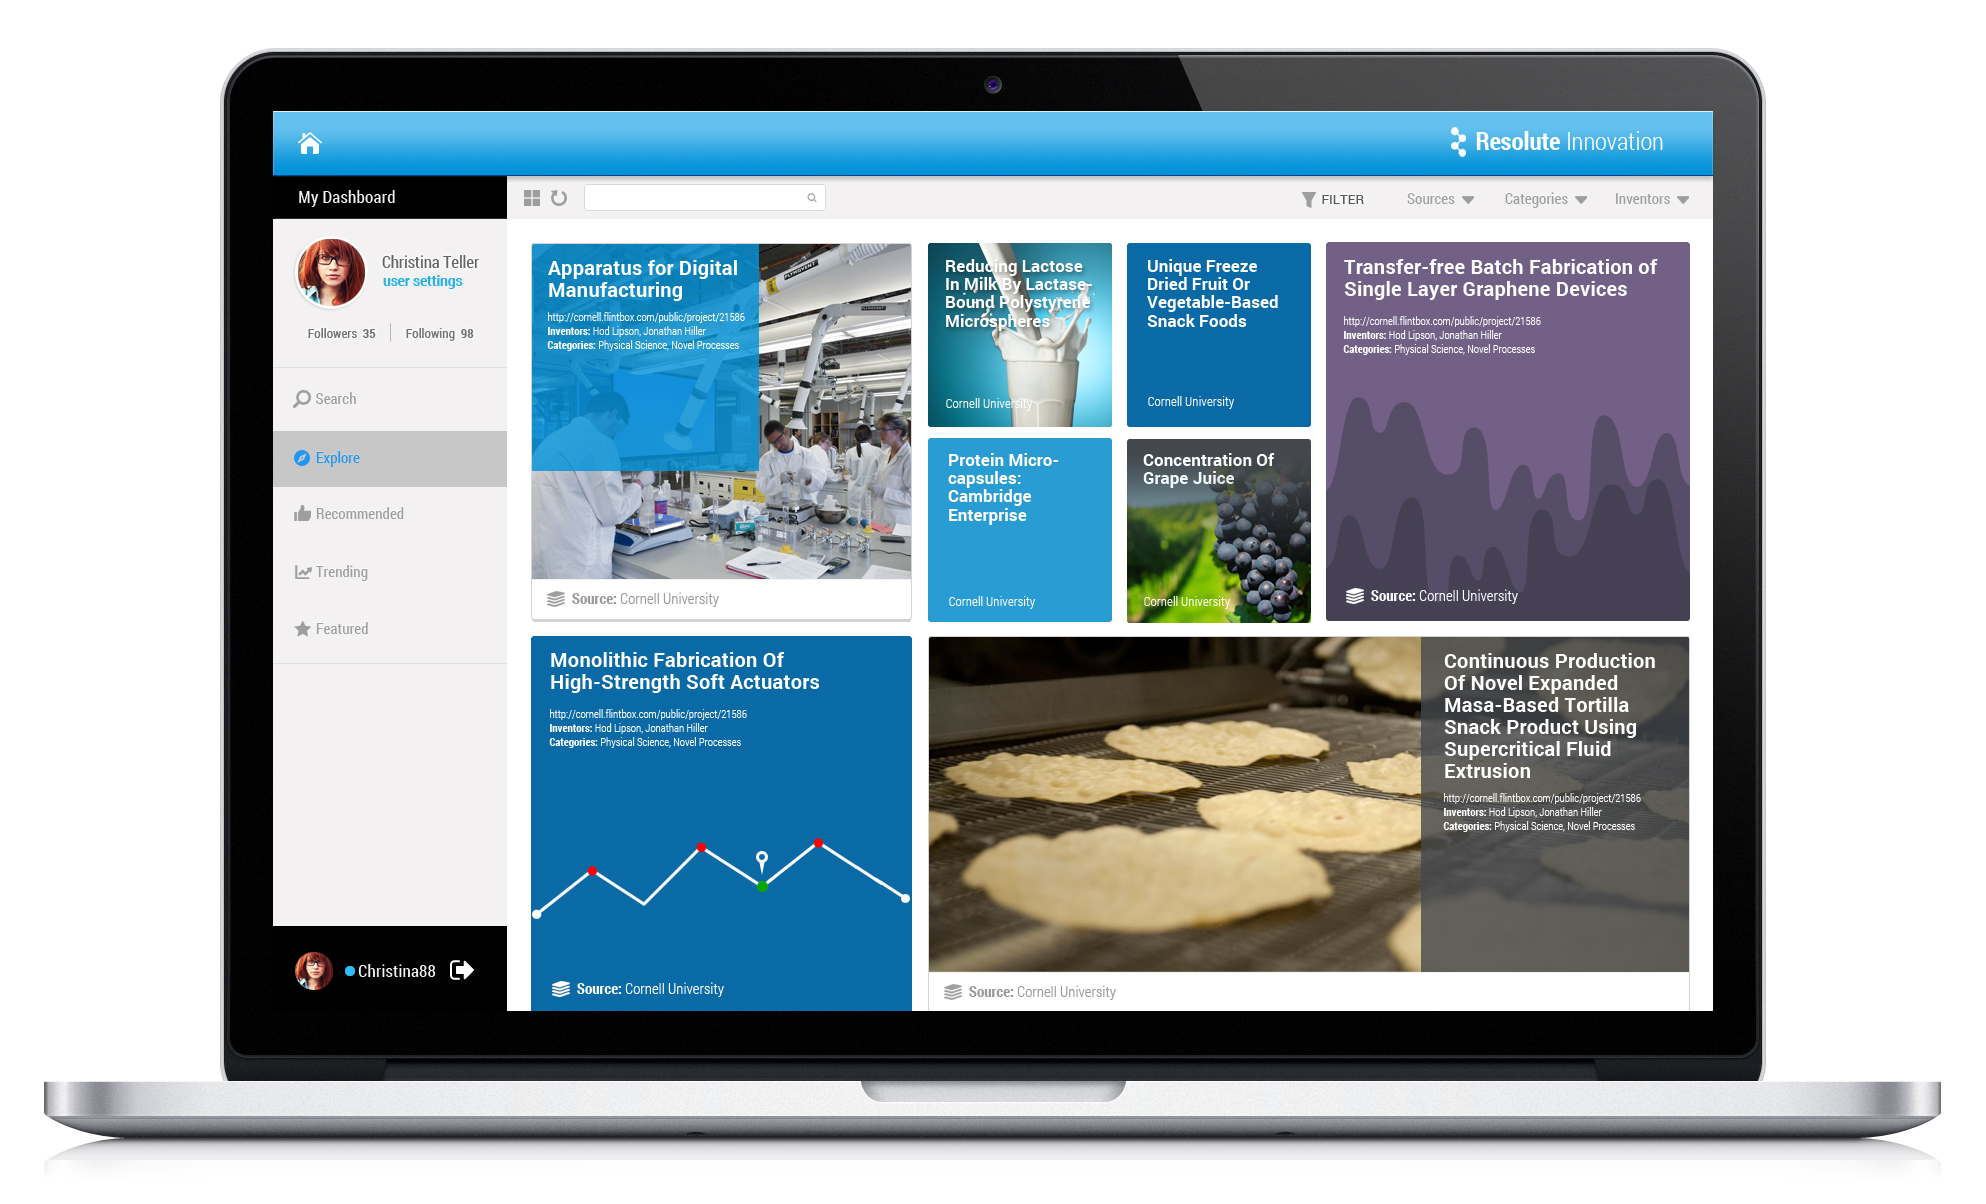 Resolute Innovation
My Dashboard
FILTER
Sources
Categories
Inventors
Christina Teller
user settings
Followers 35
Following 98
Search
Explore
Recommended
Trending
Featured
Christina88
Apparatus for Digital
Manufacturing
http://cornell.flintbox.com/public/project/21586
Inventors: Hod Lipson, Jonathan Hiller
Categories: Physical Science, Novel Processes
Source: Cornell University
Reducing Lactose
In Milk By Lactase-
Bound Polystyrene
Microspheres
Cornell University
Unique Freeze
Dried Fruit Or
Vegetable-Based
Snack Foods
Cornell University
Transfer-free Batch Fabrication of
Single Layer Graphene Devices
http://cornell.flintbox.com/public/project/21586
Inventors: Hod Lipson, Jonathan Hiller
Categories: Physical Science, Novel Processes
Source: Cornell University
Protein Micro-
capsules:
Cambridge
Enterprise
Cornell University
Concentration Of
Grape Juice
Cornell University
Monolithic Fabrication Of
High-Strength Soft Actuators
http://cornell.flintbox.com/public/project/21586
Inventors: Hod Lipson, Jonathan Hiller
Categories: Physical Science, Novel Processes
Source: Cornell University
Continuous Production
Of Novel Expanded
Masa-Based Tortilla
Snack Product Using
Supercritical Fluid
Extrusion
http://cornell.flintbox.com/public/project/21586
Inventors: Hod Lipson, Jonathan Hiller
Categories: Physical Science, Novel Processes
Source: Cornell University